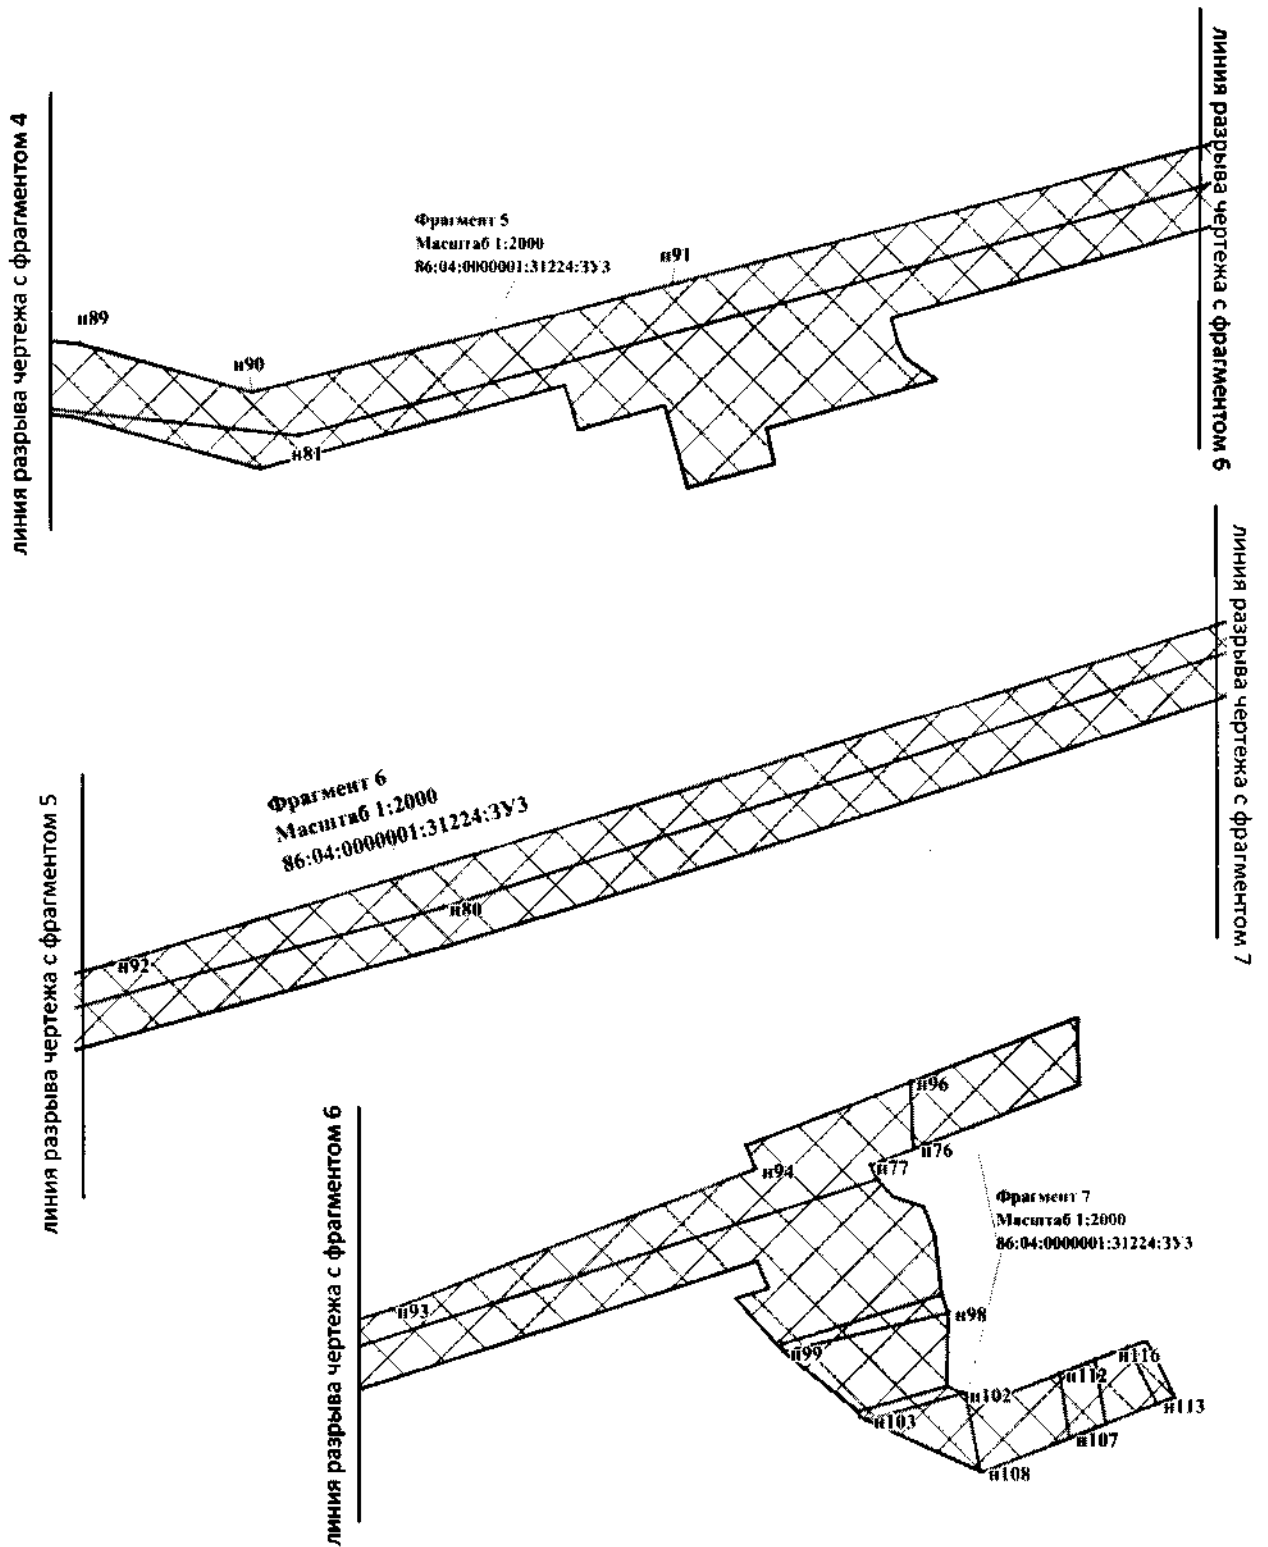 линия разрыва чертежа с фрагментом 4
линия разрыва чертежа с фрагментом 6
Фрагмент 5
Масштаб 1:2000
86:04:0000001:31224:ЗУЗ
н89
н90
н91
н81
линия разрыва чертежа с фрагментом 5
линия разрыва чертежа с фрагментом 7
Фрагмент 6
Масштаб 1:2000
86:04:0000001:31224:ЗУЗ
н92
н80
линия разрыва чертежа с фрагментом 6
Фрагмент 7
Масштаб 1:2000
86:04:0000001:31224:ЗУЗ
н96
н76
н77
н94
н93
н98
н99
н102
н103
н116
н112
н113
н107
н108